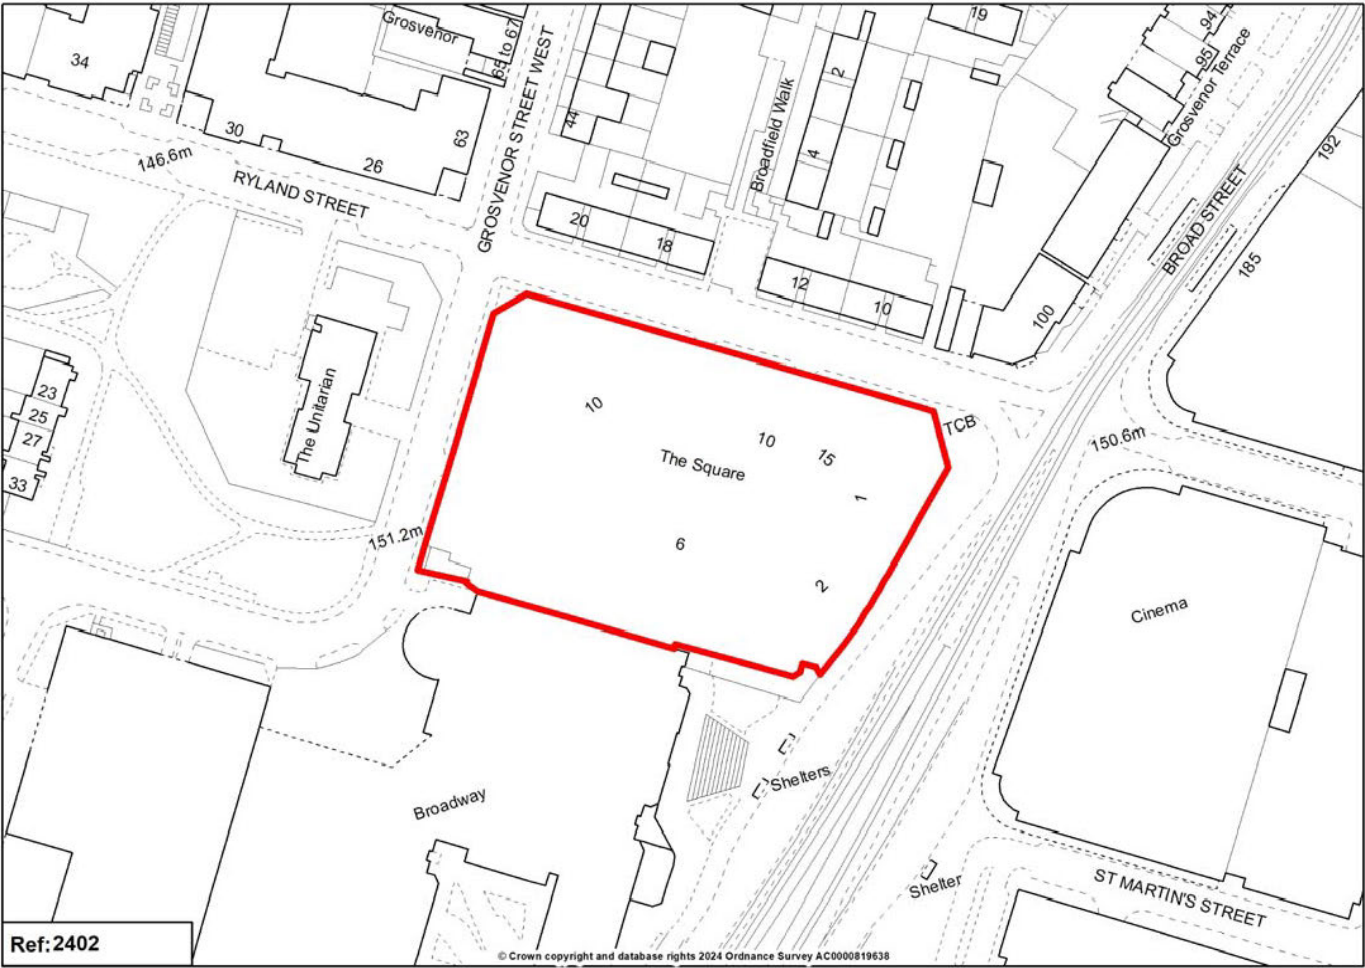 Grosvenor
65 to 67
19
94
95
Grosvenor Terrace
34
2
44
30
63
26
146.6m
RYLAND STREET
GROSVENOR STREET WEST
Broadfield Walk
4
192
BROAD STREET
185
20
18
12
10
100
The Unitarian
23
25
27
33
10
10
15
1
The Square
6
2
TCB
150.6m
151.2m
Cinema
Broadway
Shelters
Shelter
ST MARTIN'S STREET
Ref:2402
© Crown copyright and database rights 2024 Ordnance Survey AC0000819638